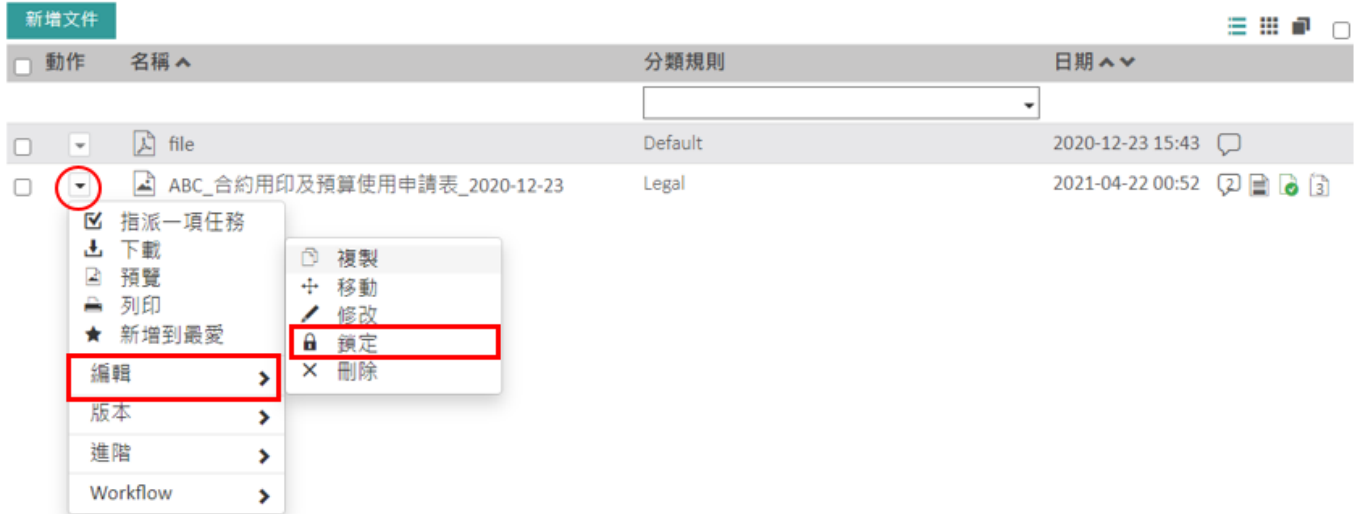 新增文件
動作 名稱 分類規則 日期
file Default 2020-12-23 15:43
ABC_合約用印及預算使用申請表_2020-12-23 Legal 2021-04-22 00:52 2 3
指派一項任務
下載
預覽
列印
新增到最愛
編輯
版本
進階
Workflow
複製
移動
修改
鎖定
刪除